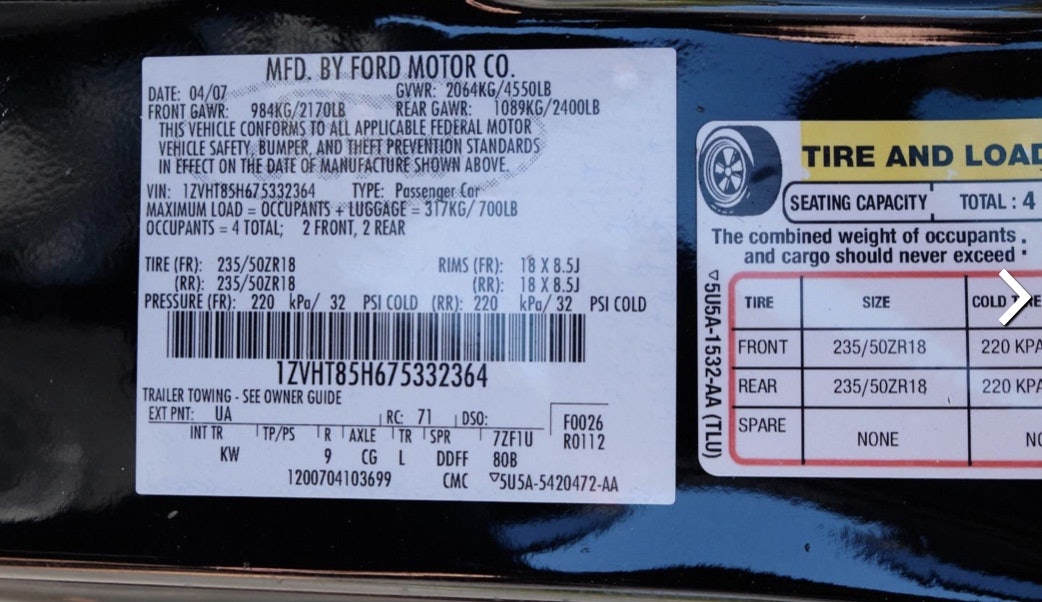 MFD. BY FORD MOTOR CO.
DATE: 04/07 GVWR: 2064KG/4550LB
FRONT GAWR: 984KG/2170LB REAR GAWR: 1089KG/2400LB
THIS VEHICLE CONFORMS TO ALL APPLICABLE FEDERAL MOTOR
VEHICLE SAFETY, BUMPER, AND THEFT PREVENTION STANDARDS
IN EFFECT ON THE DATE OF MANUFACTURE SHOWN ABOVE.
VIN: 1ZVHT85H675332364 TYPE: Passenger Car
MAXIMUM LOAD = OCCUPANTS + LUGGAGE = 317KG/ 700LB
OCCUPANTS = 4 TOTAL; 2 FRONT, 2 REAR
TIRE (FR): 235/50ZR18 RIMS (FR): 18 X 8.5J
(RR): 235/50ZR18 (RR): 18 X 8.5J
PRESSURE (FR): 220 kPa/ 32 PSI COLD (RR): 220 kPa/ 32 PSI COLD
1ZVHT85H675332364
TRAILER TOWING - SEE OWNER GUIDE
EXT PNT: UA RC: 71 DSO: F0026
INT TR TP/PS R AXLE TR SPR 7ZF1U R0112
KW 9 CG L DDFF 80B
1200704103699 CMC ▽5U5A-5420472-AA
TIRE AND LOAD
SEATING CAPACITY TOTAL : 4
The combined weight of occupants
and cargo should never exceed :
▽5U5A-1532-AA (TLU)
TIRE SIZE COLD
FRONT 235/50ZR18 220 KPA
REAR 235/50ZR18 220 KPA
SPARE NONE